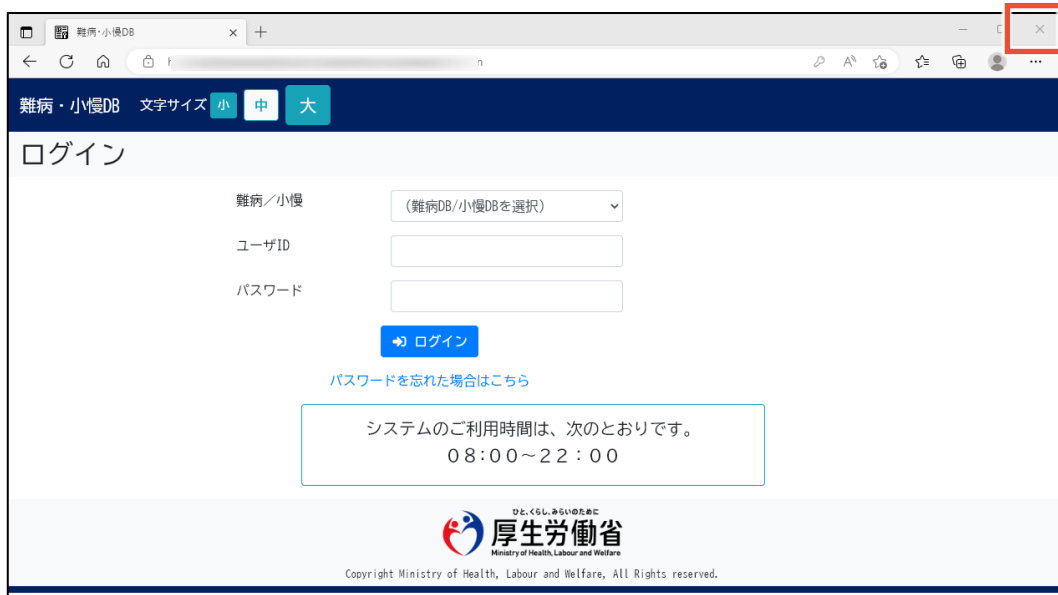 難病・小慢DB
難病・小慢DB 文字サイズ 小 中 大
ログイン
難病／小慢 (難病DB/小慢DBを選択)
ユーザID
パスワード
ログイン
パスワードを忘れた場合はこちら
システムのご利用時間は、次のとおりです。
０８：００～２２：００
ひと、くらし、みらいのために
厚生労働省
Ministry of Health, Labour and Welfare
Copyright Ministry of Health, Labour and Welfare, All Rights reserved.